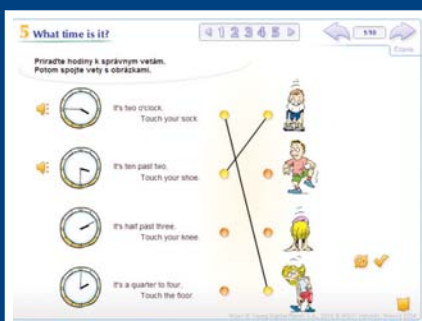 5 What time is it?
1 2 3 4 5
1/10
Priraďte hodiny k správnym vetám.
Potom spojte vety s obrázkami.
It's two o'clock.
Touch your sock.
It's ten past two.
Touch your shoe.
It's half past three.
Touch your knee.
It's a quarter to four.
Touch the floor.